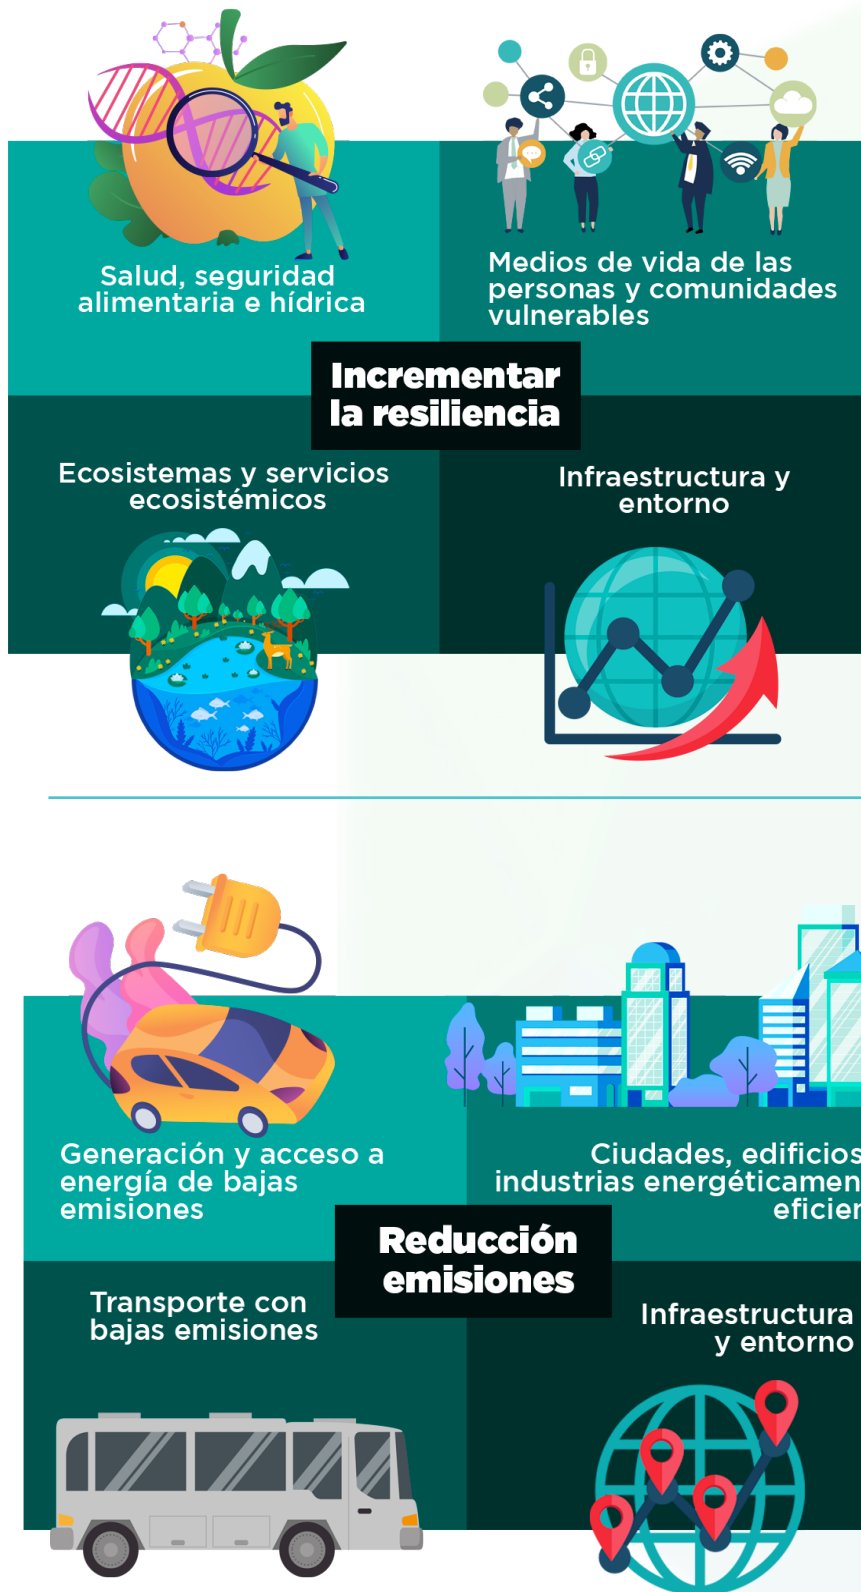 Salud, seguridad
alimentaria e hídrica
Medios de vida de las
personas y comunidades
vulnerables
Incrementar
la resiliencia
Ecosistemas y servicios
ecosistémicos
Infraestructura y
entorno
Generación y acceso a
energía de bajas
emisiones
Ciudades, edificios
industrias
Reducción
emisiones
Transporte con
bajas emisiones
Infraestructura
y entorno